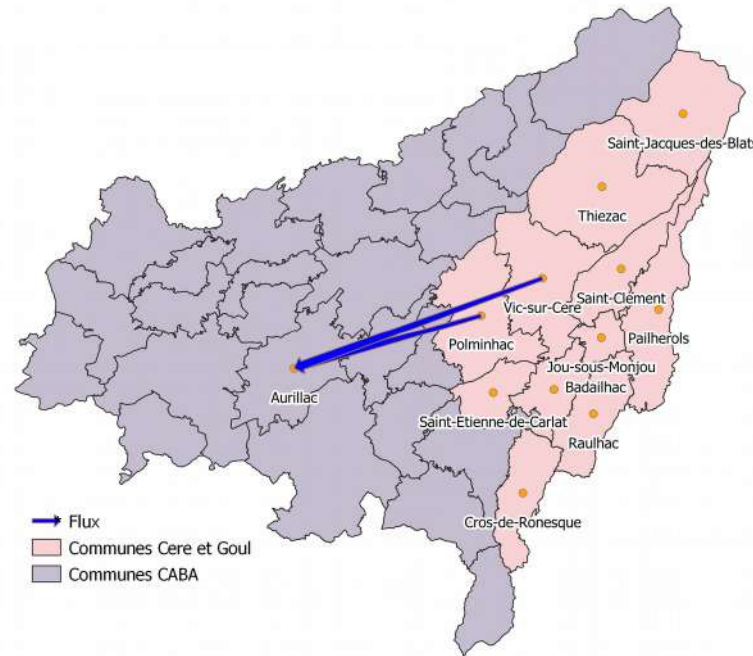 Saint-Jacques-des-Blats
Thiezac
Saint-Clément
Vic-sur-Cere
Pailherols
Polminhac
Jou-sous-Monjou
Badailhac
Aurillac
Saint-Etienne-de-Carlat
Raulhac
Cros-de-Ronesque
Flux
Communes Cere et Goul
Communes CABA